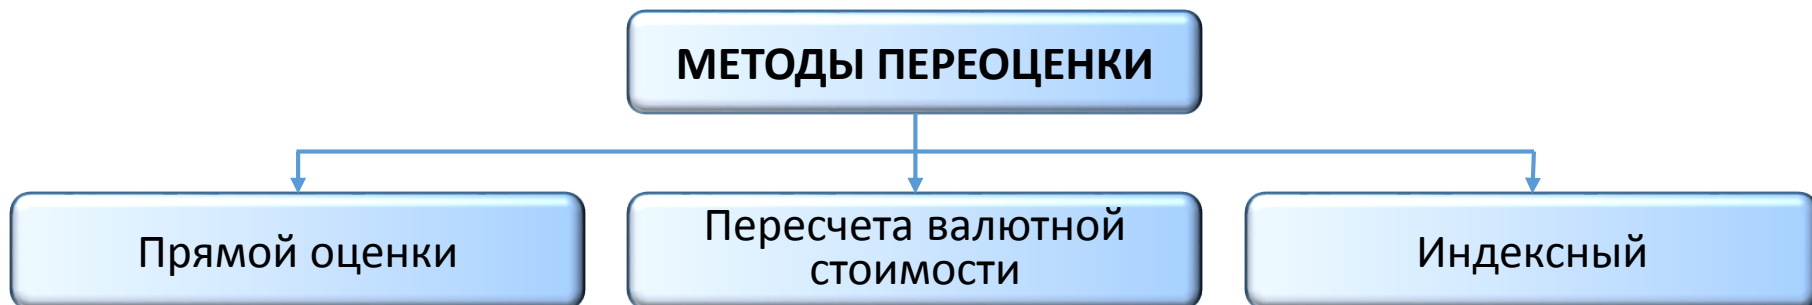 МЕТОДЫ ПЕРЕОЦЕНКИ
Прямой оценки
Пересчета валютной
стоимости
Индексный